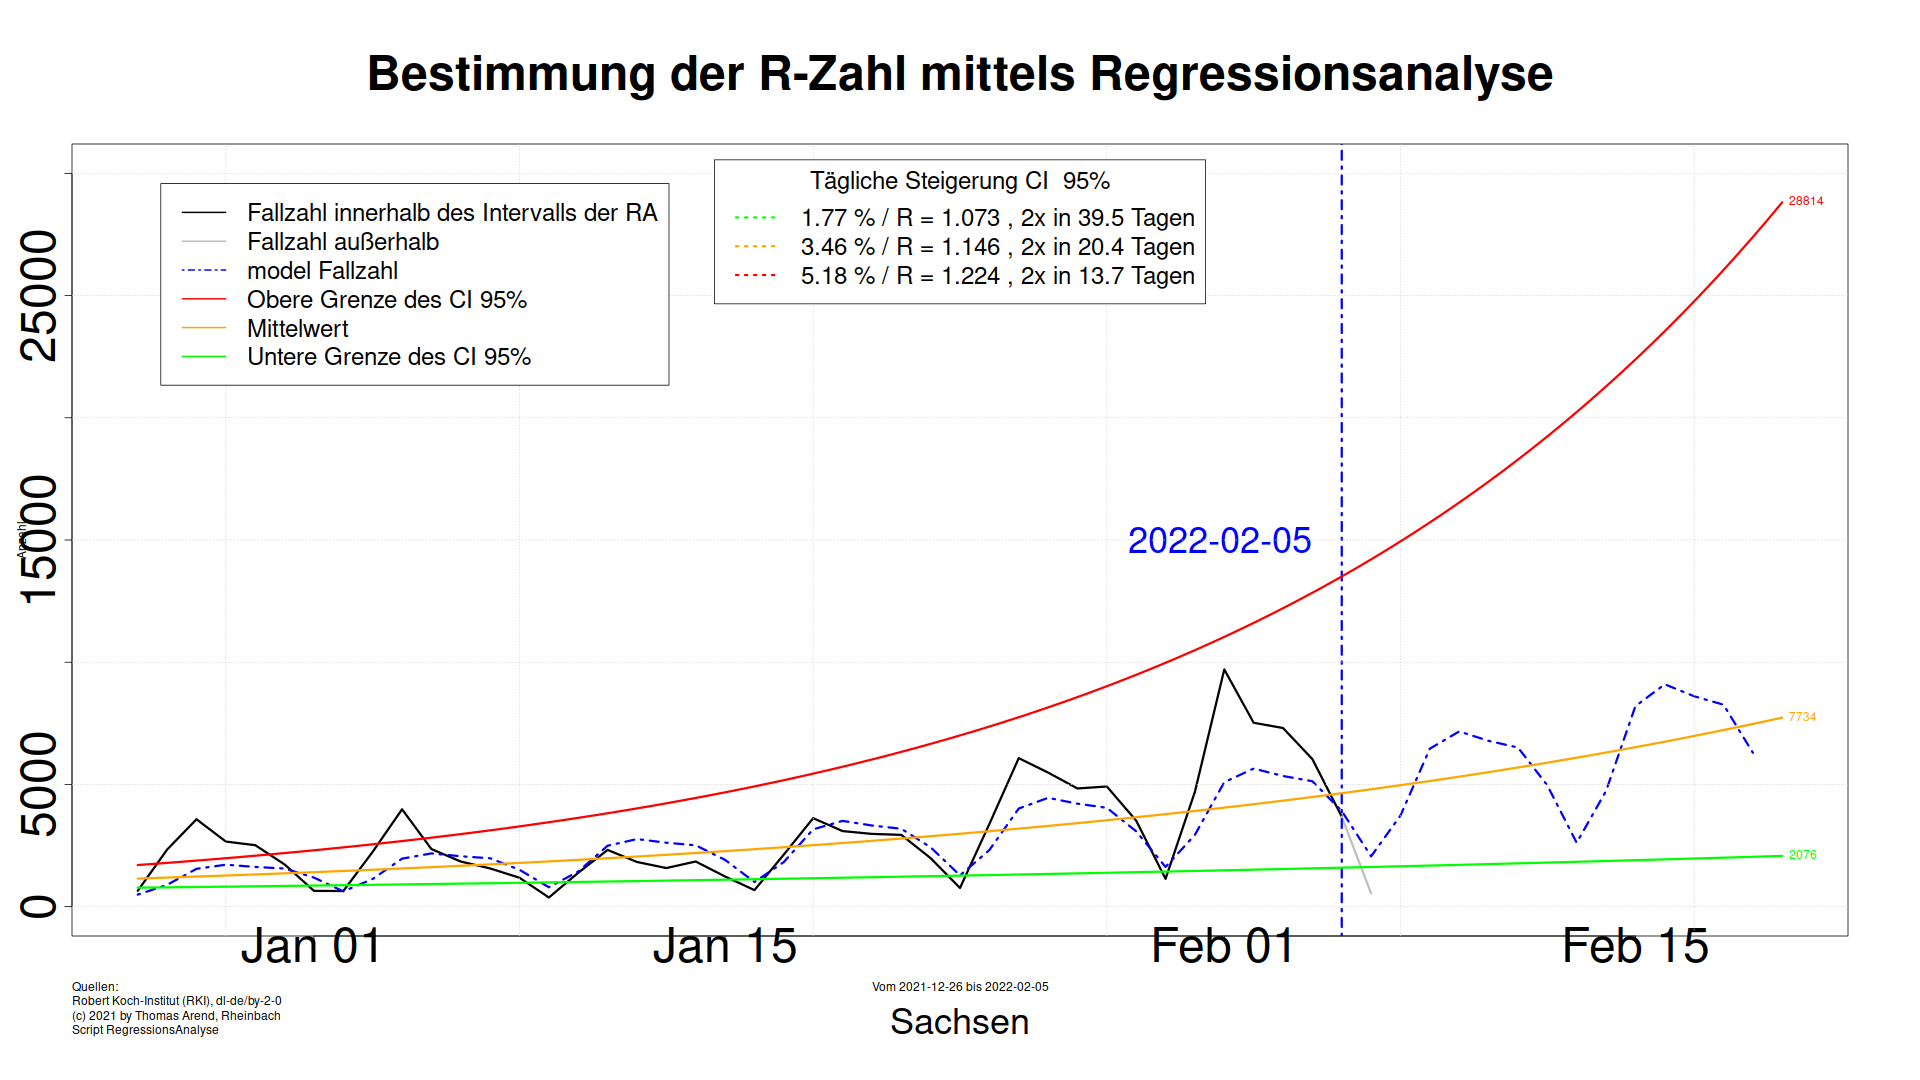 Bestimmung der R-Zahl mittels Regressionsanalyse
Fallzahl innerhalb des Intervalls der RA
Fallzahl außerhalb
model Fallzahl
Obere Grenze des CI 95%
Mittelwert
Untere Grenze des CI 95%
Tägliche Steigerung CI 95%
1.77 % / R = 1.073 , 2x in 39.5 Tagen
3.46 % / R = 1.146 , 2x in 20.4 Tagen
5.18 % / R = 1.224 , 2x in 13.7 Tagen
28814
7734
2076
2022-02-05
25000
15000
5000
0
Anzahl
Jan 01
Jan 15
Feb 01
Feb 15
Quellen:
Robert Koch-Institut (RKI), dl-de/by-2-0
(c) 2021 by Thomas Arend, Rheinbach
Script RegressionsAnalyse
Vom 2021-12-26 bis 2022-02-05
Sachsen